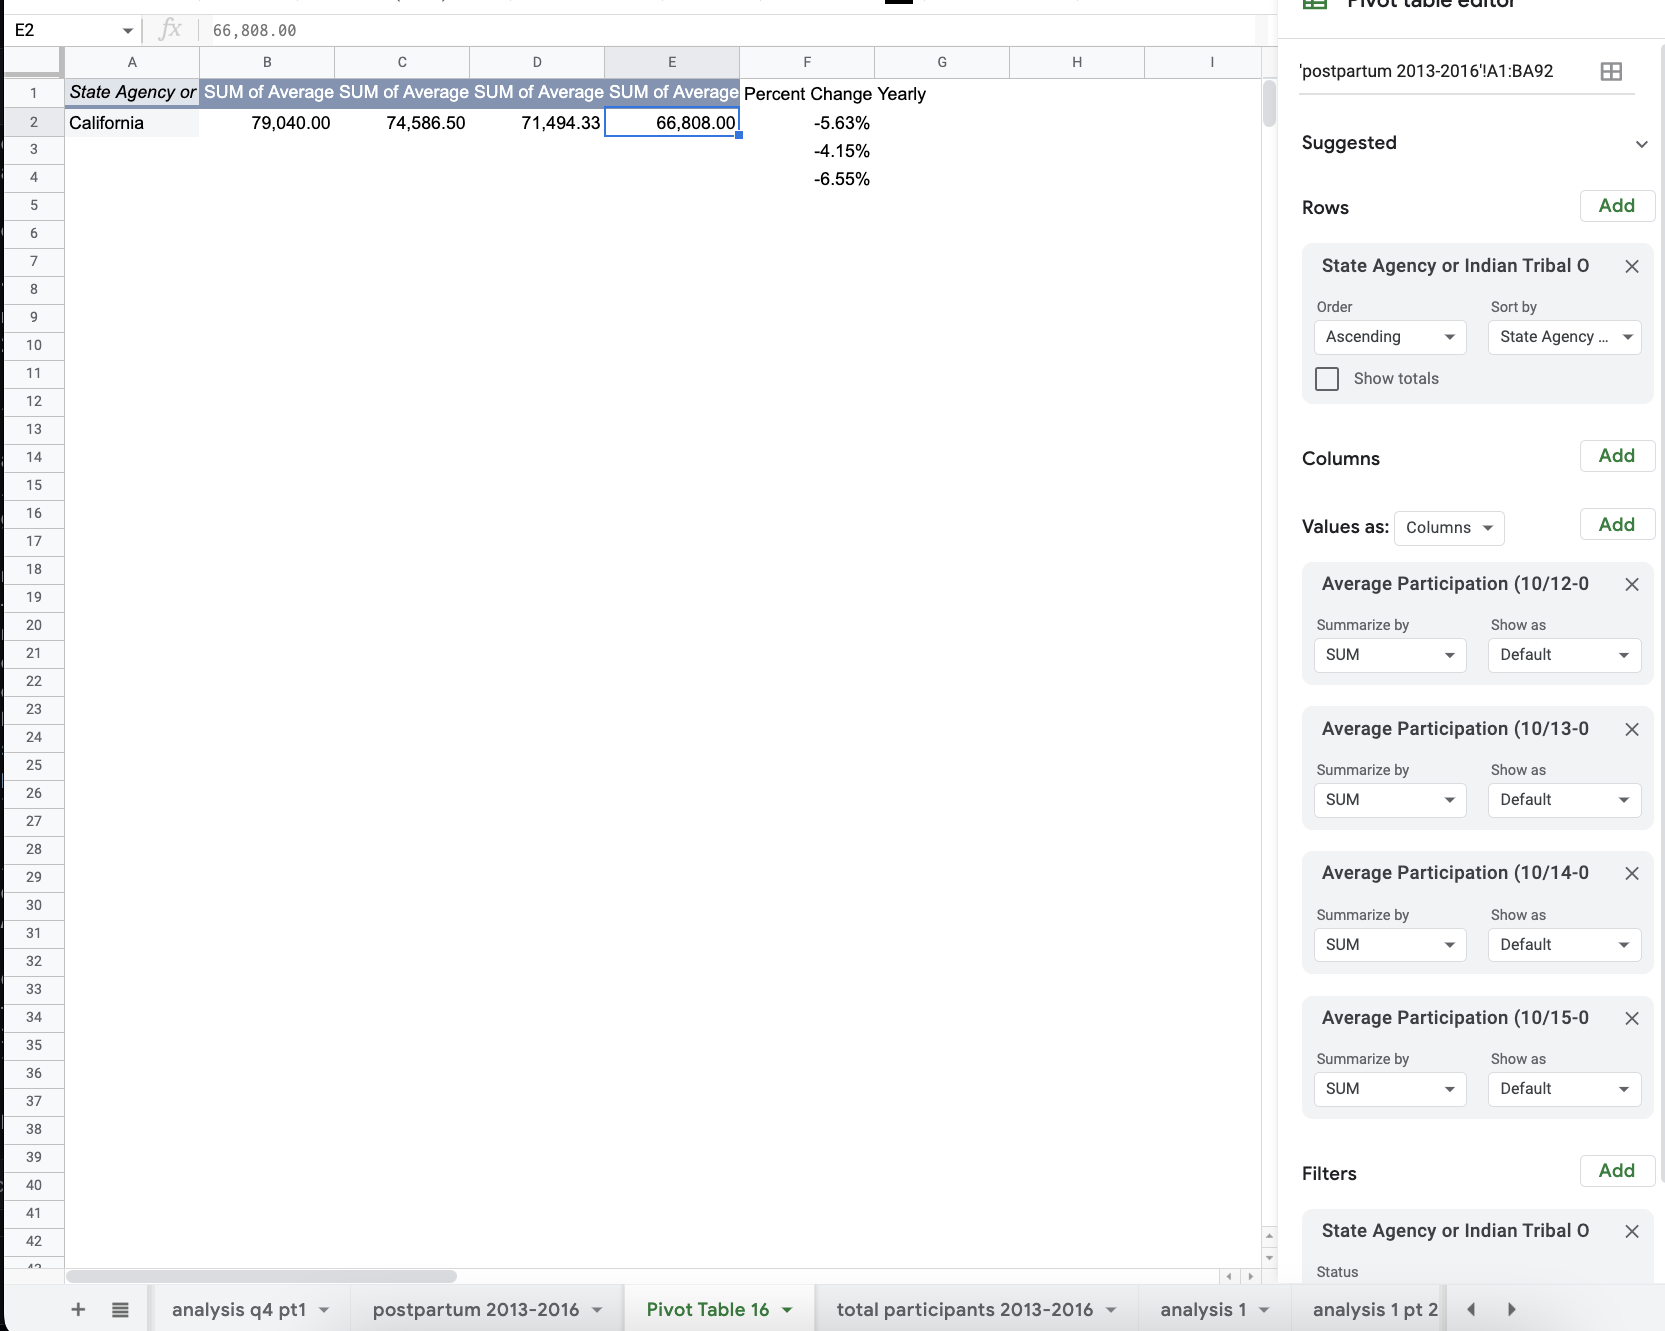 Pivot table editor
E2
fx
66,808.00
'postpartum 2013-2016'!A1:BA92
A B C D E F G H I
1 State Agency or SUM of Average SUM of Average SUM of Average SUM of Average Percent Change Yearly
2 California 79,040.00 74,586.50 71,494.33 66,808.00 -5.63%
3 -4.15%
4 -6.55%
5
6
7
8
9
10
11
12
13
14
15
16
17
18
19
20
21
22
23
24
25
26
27
28
29
30
31
32
33
34
35
36
37
38
39
40
41
42
Suggested
Rows Add
State Agency or Indian Tribal O
Order Sort by
Ascending State Agency ...
Show totals
Columns Add
Values as: Columns Add
Average Participation (10/12-0
Summarize by Show as
SUM Default
Average Participation (10/13-0
Summarize by Show as
SUM Default
Average Participation (10/14-0
Summarize by Show as
SUM Default
Average Participation (10/15-0
Summarize by Show as
SUM Default
Filters Add
State Agency or Indian Tribal O
Status
+ analysis q4 pt1 postpartum 2013-2016 Pivot Table 16 total participants 2013-2016 analysis 1 analysis 1 pt 2